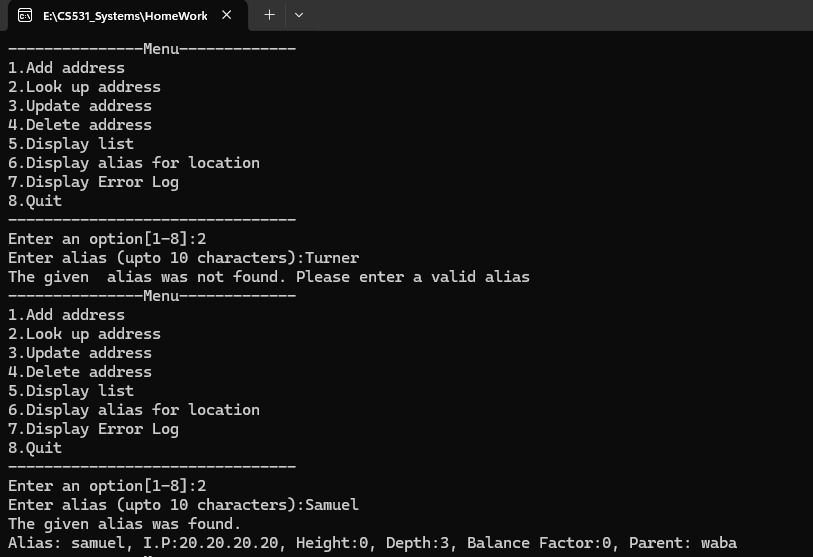 E:\CS531_Systems\HomeWork
---------------Menu-------------
1.Add address
2.Look up address
3.Update address
4.Delete address
5.Display list
6.Display alias for location
7.Display Error Log
8.Quit
--------------------------------
Enter an option[1-8]:2
Enter alias (upto 10 characters):Turner
The given  alias was not found. Please enter a valid alias
---------------Menu-------------
1.Add address
2.Look up address
3.Update address
4.Delete address
5.Display list
6.Display alias for location
7.Display Error Log
8.Quit
--------------------------------
Enter an option[1-8]:2
Enter alias (upto 10 characters):Samuel
The given alias was found.
Alias: samuel, I.P:20.20.20.20, Height:0, Depth:3, Balance Factor:0, Parent: waba